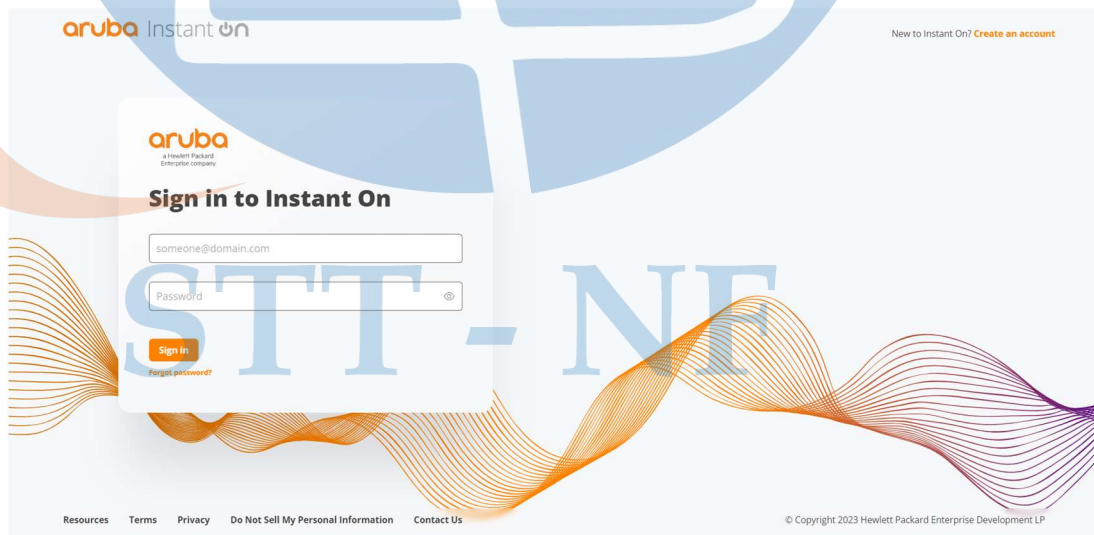 aruba Instant on
New to Instant On? Create an account
aruba
a Hewlett Packard
Enterprise company
Sign in to Instant On
someone@domain.com
Password
Sign in
Forgot password?
STT - NF
Resources Terms Privacy Do Not Sell My Personal Information Contact Us
© Copyright 2023 Hewlett Packard Enterprise Development LP